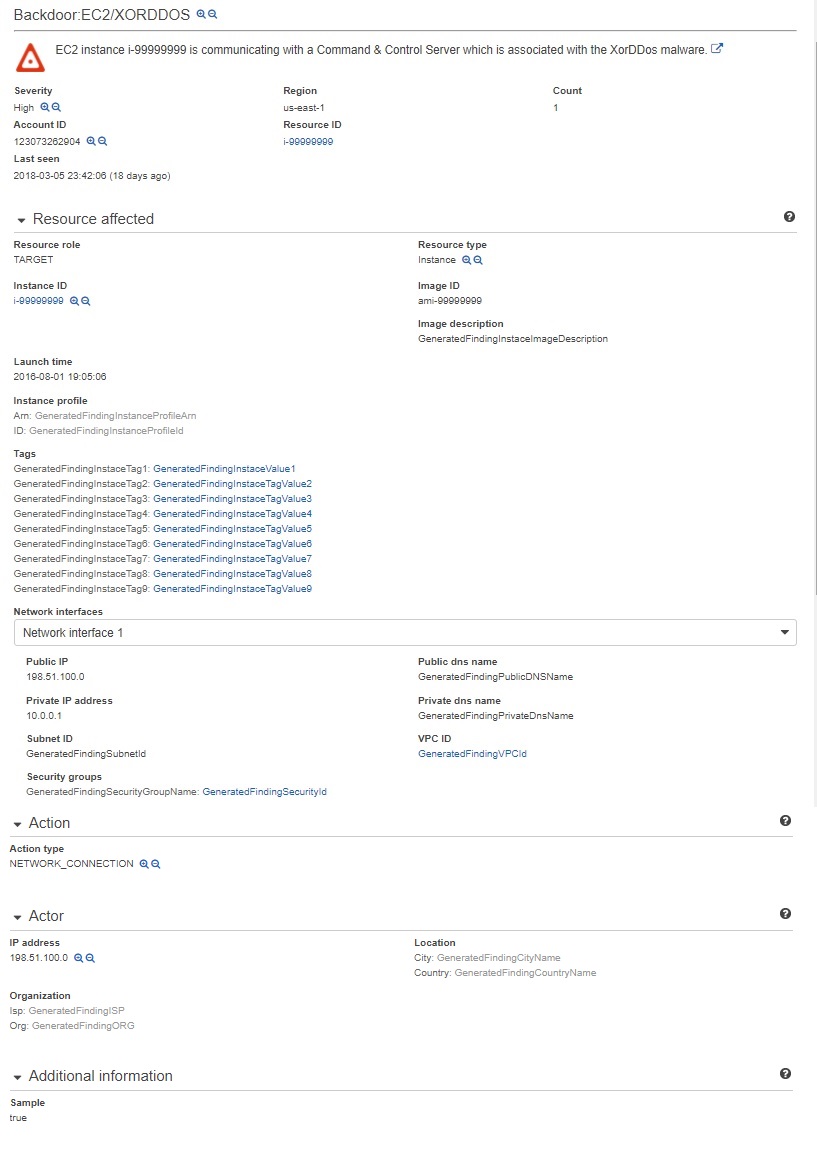 Backdoor:EC2/XORDDOS
EC2 instance i-99999999 is communicating with a Command & Control Server which is associated with the XorDDos malware.
Severity Region Count
High us-east-1 1
Account ID Resource ID
123073262904 i-99999999
Last seen
2018-03-05 23:42:06 (18 days ago)
Resource affected
Resource role Resource type
TARGET Instance
Instance ID Image ID
i-99999999 ami-99999999
Image description
GeneratedFindingInstaceImageDescription
Launch time
2016-08-01 19:05:06
Instance profile
Arn: GeneratedFindingInstanceProfileArn
ID: GeneratedFindingInstanceProfileId
Tags
GeneratedFindingInstaceTag1: GeneratedFindingInstaceValue1
GeneratedFindingInstaceTag2: GeneratedFindingInstaceTagValue2
GeneratedFindingInstaceTag3: GeneratedFindingInstaceTagValue3
GeneratedFindingInstaceTag4: GeneratedFindingInstaceTagValue4
GeneratedFindingInstaceTag5: GeneratedFindingInstaceTagValue5
GeneratedFindingInstaceTag6: GeneratedFindingInstaceTagValue6
GeneratedFindingInstaceTag7: GeneratedFindingInstaceTagValue7
GeneratedFindingInstaceTag8: GeneratedFindingInstaceTagValue8
GeneratedFindingInstaceTag9: GeneratedFindingInstaceTagValue9
Network interfaces
Network interface 1
Public IP Public dns name
198.51.100.0 GeneratedFindingPublicDNSName
Private IP address Private dns name
10.0.0.1 GeneratedFindingPrivateDnsName
Subnet ID VPC ID
GeneratedFindingSubnetId GeneratedFindingVPCId
Security groups
GeneratedFindingSecurityGroupName: GeneratedFindingSecurityId
Action
Action type
NETWORK_CONNECTION
Actor
IP address Location
198.51.100.0 City: GeneratedFindingCityName
Country: GeneratedFindingCountryName
Organization
Isp: GeneratedFindingISP
Org: GeneratedFindingORG
Additional information
Sample
true